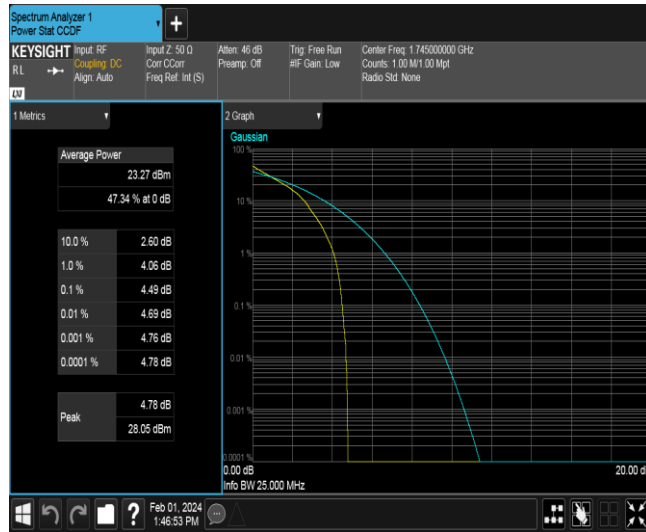 Spectrum Analyzer 1
Power Stat CCDF
+
KEYSIGHT
RL
LXI
Input: RF
Coupling: DC
Align: Auto
Input Z: 50 Ω
Corr CCorr
Freq Ref: Int (S)
Atten: 46 dB
Preamp: Off
Trig: Free Run
#IF Gain: Low
Center Freq: 1.745000000 GHz
Counts: 1.00 M/1.00 Mpt
Radio Std: None
1 Metrics
Average Power
23.27 dBm
47.34 % at 0 dB
10.0 % 2.60 dB
1.0 % 4.06 dB
0.1 % 4.49 dB
0.01 % 4.69 dB
0.001 % 4.76 dB
0.0001 % 4.78 dB
Peak
4.78 dB
28.05 dBm
2 Graph
Gaussian
100 %
10 %
1 %
0.1 %
0.01 %
0.001 %
0.0001 %
0.00 dB
20.00 d
Info BW 25.000 MHz
?
Feb 01, 2024
1:46:53 PM